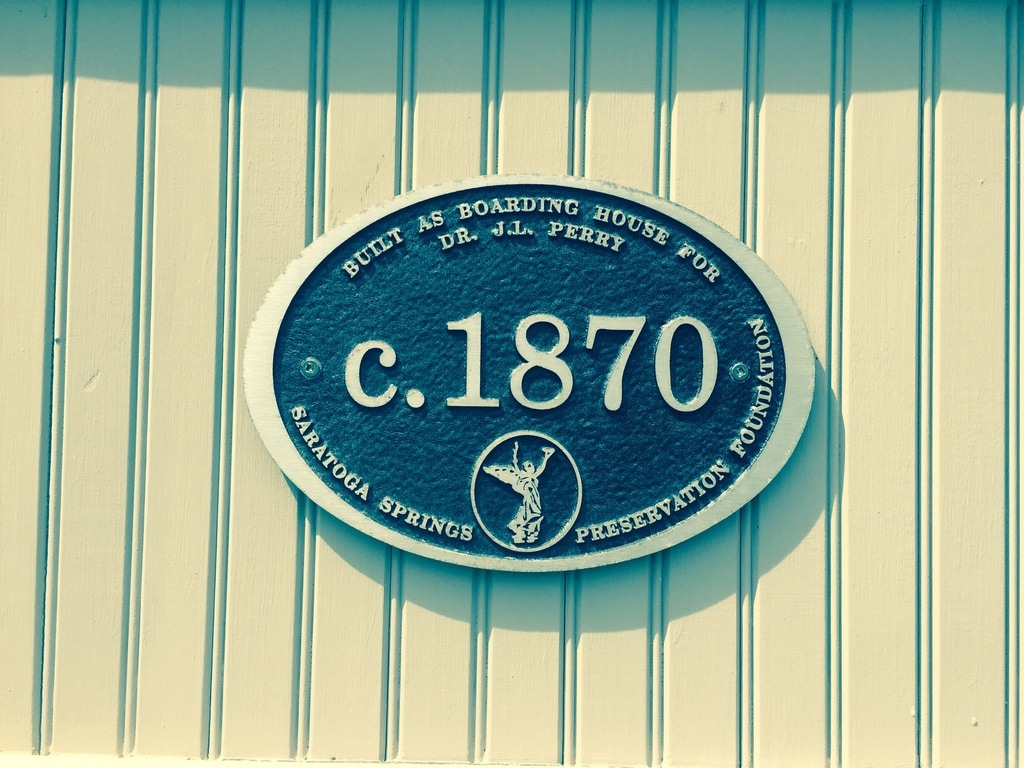 BUILT AS BOARDING HOUSE FOR
DR. J.L. PERRY
c.1870
SARATOGA SPRINGS PRESERVATION FOUNDATION